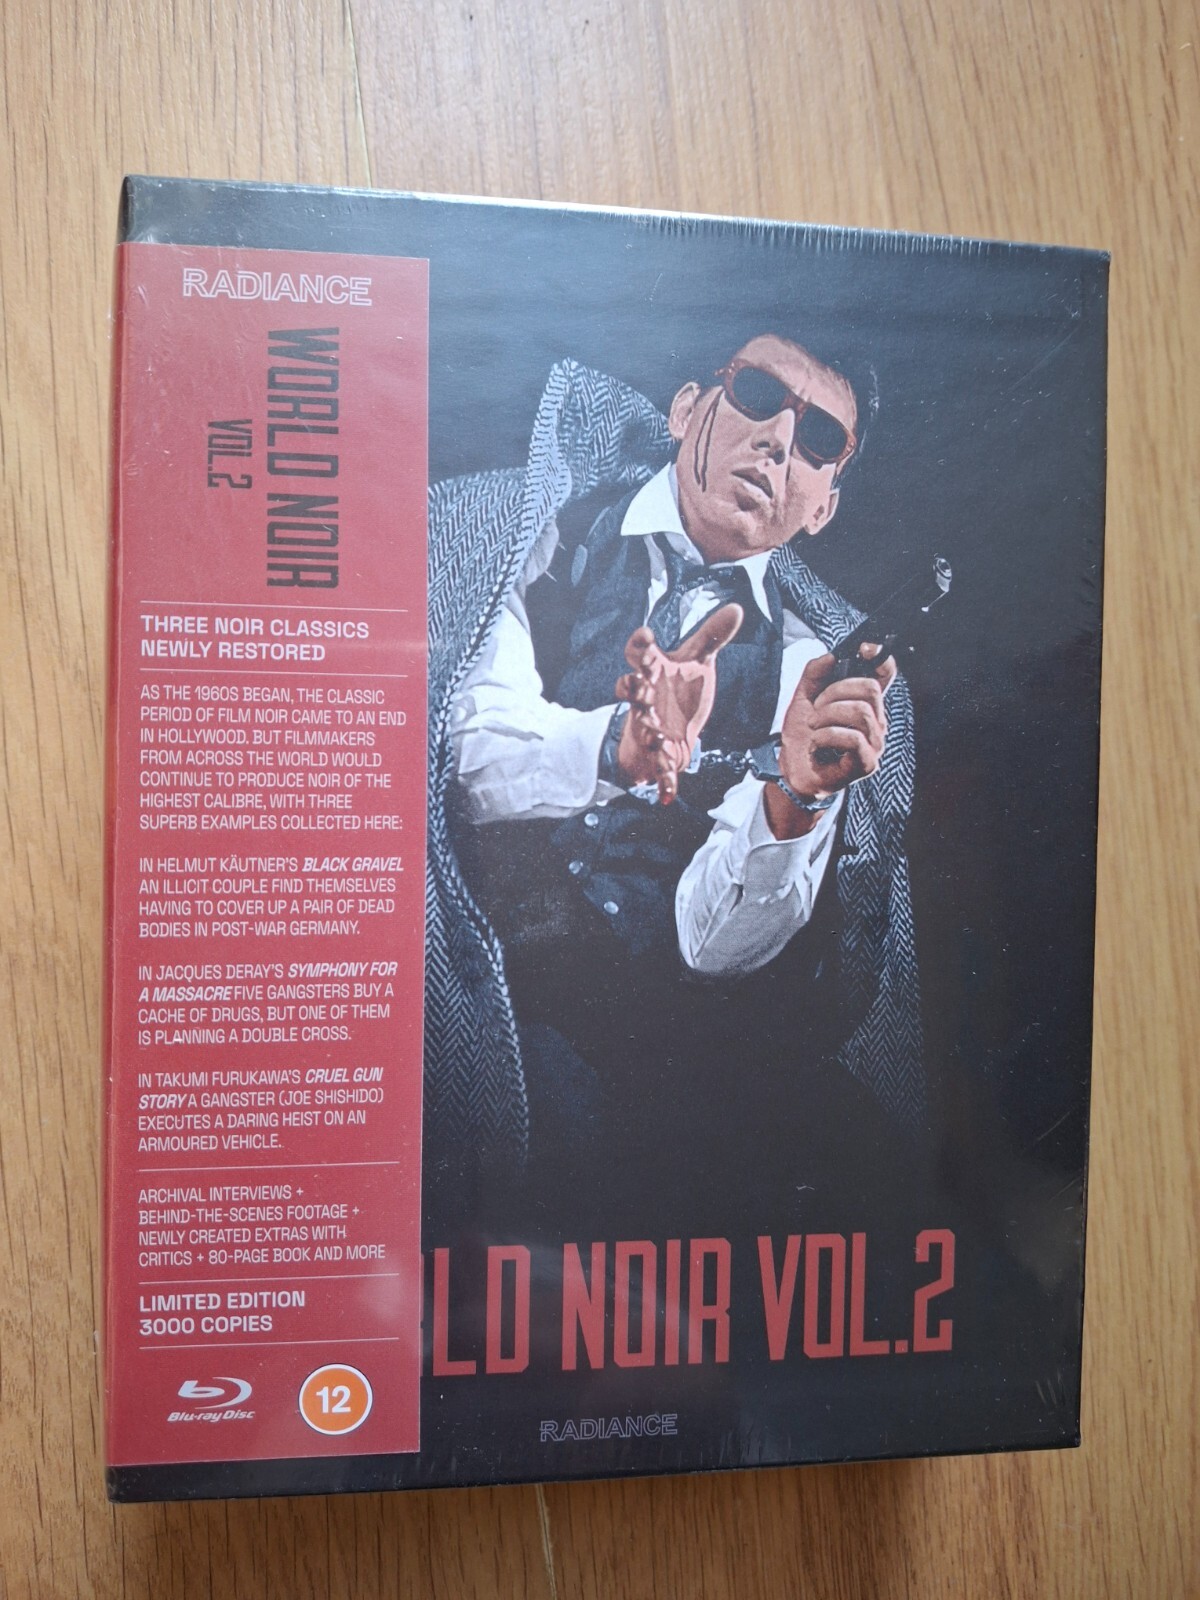 RADIANCE
WORLD NOIR
VOL.2
THREE NOIR CLASSICS
NEWLY RESTORED
AS THE 1960S BEGAN, THE CLASSIC
PERIOD OF FILM NOIR CAME TO AN END
IN HOLLYWOOD. BUT FILMMAKERS
FROM ACROSS THE WORLD WOULD
CONTINUE TO PRODUCE NOIR OF THE
HIGHEST CALIBRE, WITH THREE
SUPERB EXAMPLES COLLECTED HERE:
IN HELMUT KÄUTNER'S BLACK GRAVEL
AN ILLICIT COUPLE FIND THEMSELVES
HAVING TO COVER UP A PAIR OF DEAD
BODIES IN POST-WAR GERMANY.
IN JACQUES DERAY'S SYMPHONY FOR
A MASSACRE FIVE GANGSTERS BUY A
CACHE OF DRUGS, BUT ONE OF THEM
IS PLANNING A DOUBLE CROSS.
IN TAKUMI FURUKAWA'S CRUEL GUN
STORY A GANGSTER (JOE SHISHIDO)
EXECUTES A DARING HEIST ON AN
ARMOURED VEHICLE.
ARCHIVAL INTERVIEWS +
BEHIND-THE-SCENES FOOTAGE +
NEWLY CREATED EXTRAS WITH
CRITICS + 80-PAGE BOOK AND MORE
LIMITED EDITION
3000 COPIES
Blu-ray Disc
12
RLD NOIR VOL.2
RADIANCE